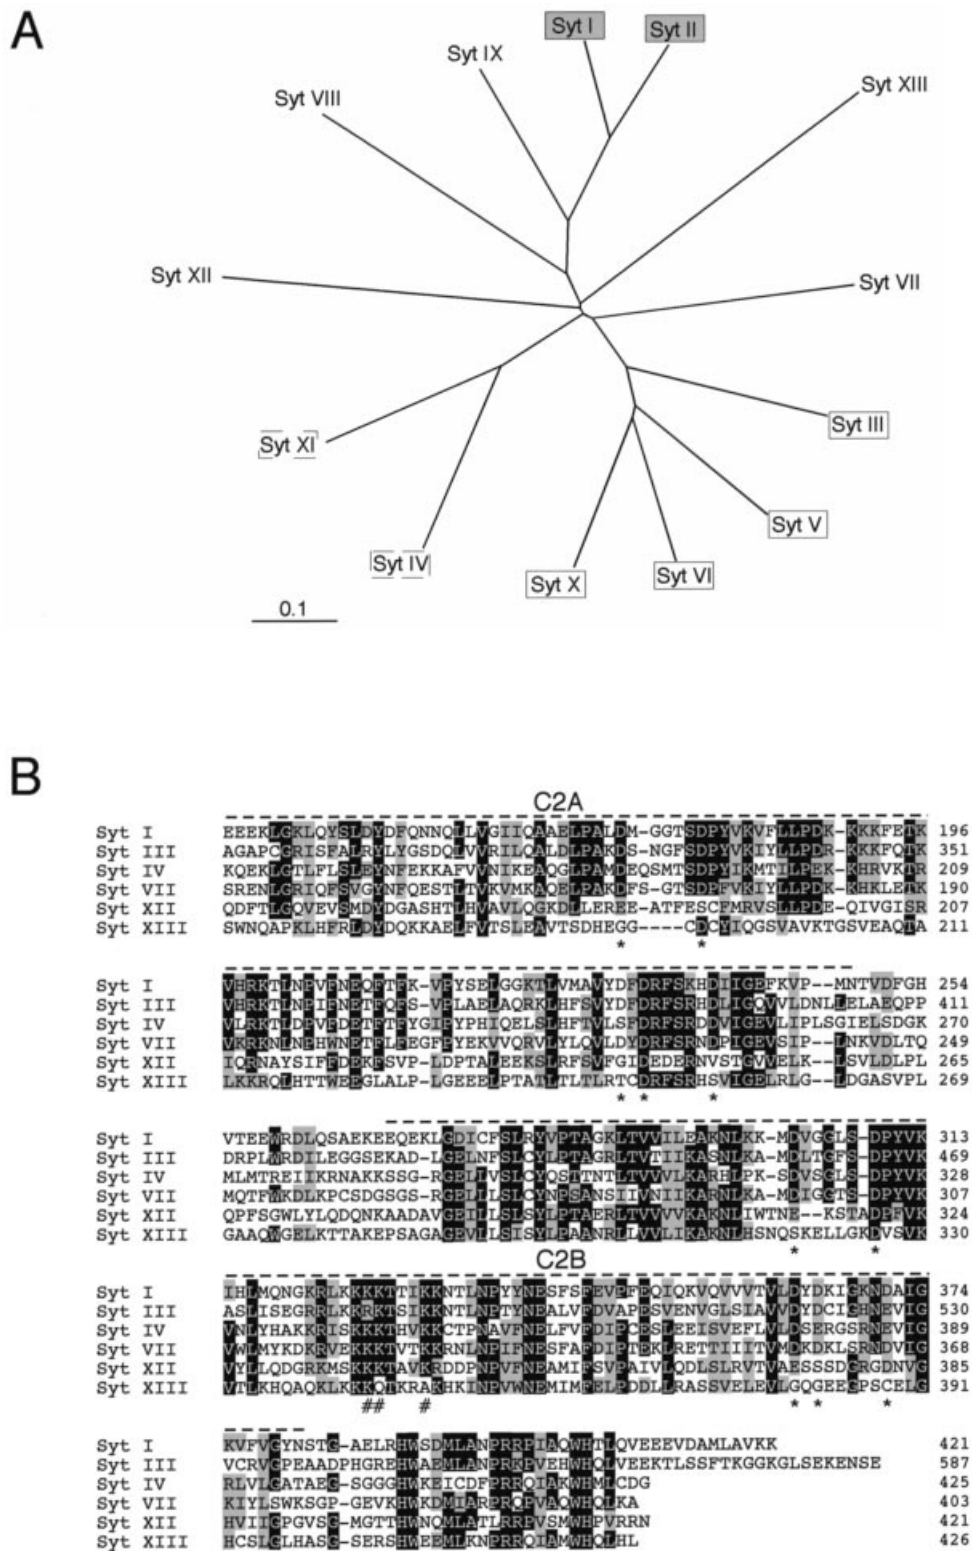 A
Syt I
Syt II
Syt IX
Syt XIII
Syt VIII
Syt XII
Syt VII
Syt XI
Syt III
Syt V
Syt IV
Syt X
Syt VI
0.1
B
C2A
Syt I EEEKLGKLQYSLDYDFQNNQLLVGIIQAAELPALDM-GGTSDPYVKVFLLPDK-KKKFETK 196
Syt III AGAPCGRISFALRYLYGSDQLVVRILQALDLPAKDS-NGFSDPYVKIYLLPDR-KKKFQTK 351
Syt IV KQEKLGTLFLSLEYNFEKKAFVVNIKEAQGLPAMDEQSMTSDPYIKMTILPEK-KHRVKTR 209
Syt VII SRENLGRIQFSVGYNFQESTLTVKVMKAQELPAKDFS-GTSDPFVKIYLLPDK-KHKLETK 190
Syt XII QDFTLGQVEVSMDYDGASHTLHVAVLQGKDLLEREE-ATFESCFMRVSLLPDE-QIVGISR 207
Syt XIII SWNQAPKLHFRLDYDQKKAELFVTSLEAVTSDHEGG----CDCYIQGSVAVKTGSVEAQTA 211
* *
Syt I VHRKTLNPVFNEQFTFK-VPYSELGGKTLVMAVYDFDRFSKHDIIGEFKVP--MNTVDFGH 254
Syt III VHRKTLNPIFNETFQFS-VPLAELAQRKLHFSVYDFDRFSRHDLIGQVVLDNLLELAEQPP 411
Syt IV VLRKTLDPVFDETFTFYGIPYPHIQELSLHFTVLSFDRFSRDDVIGEVLIPLSGIELSDGK 270
Syt VII VKRKNLNPHWNETFLFEGFPYEKVVQRVLYLQVLDYDRFSRNDPIGEVSIP--LNKVDLTQ 249
Syt XII IQRNAYSIFFDEKFSVP-LDPTALEEKSLRFSVFGIDEDERNVSTGVVELK--LSVLDLPL 265
Syt XIII LKKRQLHTTWEEGLALP-LGEEELPTATLTLTLRTCDRFSRHSVIGELRLG--LDGASVPL 269
* * *
Syt I VTEEWRDLQSAEKEEQEKLGDICFSLRYVPTAGKLTVVILEAKNLKK-MDVGGLS-DPYVK 313
Syt III DRPLWRDILEGGSEKAD-LGELNFSLCYLPTAGRLTVTIIKASNLKA-MDLTGFS-DPYVK 469
Syt IV MLMTREIIKRNAKKSSG-RGELLVSLCYQSTTNTLTVVVLKARHLPK-SDVSGLS-DPYVK 328
Syt VII MQTFWKDLKPCSDGSGS-RGELLLSLCYNPSANSIIVNIIKARNLKA-MDIGGTS-DPYVK 307
Syt XII QPFSGWLYLQDQNKAADAVGEILLSLSYLPTAERLTVVVVKAKNLIWTNE-KSTADPFVK 324
Syt XIII GAAQWGELKTTAKEPSAGAGEVLLSISYLPAANRLLVVLIKAKNLHSNQSKELLGKDVSVK 330
* *
C2B
Syt I IHLMQNGKRLKKKKTTIKKNTLNPYYNESFSFEVPFEQIQKVQVVVTVLDYDKIGKNDAIG 374
Syt III ASLISEGRRLKKRKTSIKKNTLNPTYNEALVFDVAPESVENVGLSIAVVDYDCIGHNEVIG 530
Syt IV VNLYHAKKRISKKKTHVKKCTPNAVFNELFVFDIPCESLEEISVEFLVLDSERGSRNEVIG 389
Syt VII VWLMYKDKRVEKKKTVTKKRNLNPIFNESFAFDIPTEKLRETTIIITVMDKDKLSRNDVIG 368
Syt XII VYLLQDGRKMSKKKTAVKRDDPNPVFNEAMIFSVPAIVLQDLSLRVTVAESSSDGRGDNVG 385
Syt XIII VTLKHQAQKLKKKQTKRAKHKINPVWNEMIMFELPDDLLRASSVELEVLGQGEEGPSCELG 391
## # * * *
Syt I KVFVGYNSTG-AELRHWSDMLANPRRPIAQWHTLQVEEEVDAMLAVKK 421
Syt III VCRVGPEAADPHGREHWAEMLANPRKPVEHWHQLVEEKTLSSFTKGGKGLSEKENSE 587
Syt IV RLVLGATAEG-SGGGHWKEICDFPRRQIAKWHMLCDG 425
Syt VII KIYLSWKSGP-GEVKHWKDMIARPRQPVAQWHQLKA 403
Syt XII HVIIGPGVSG-MGTTHWNQMLATLRRPVSMWHPVRRN 421
Syt XIII HCSLGLHASG-SERSHWEEMLKNPRRQIAMWHQLHL 426